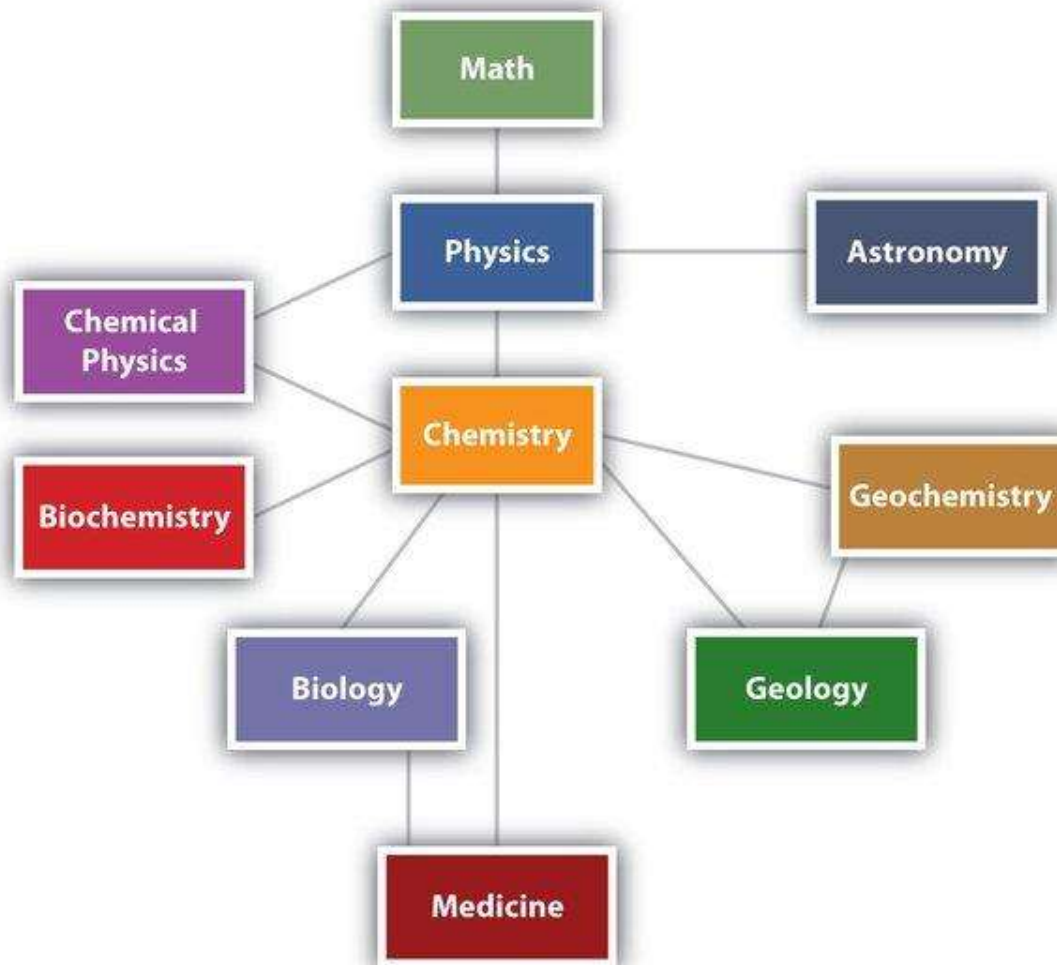 Math
Physics
Astronomy
Chemical
Physics
Chemistry
Geochemistry
Biochemistry
Biology
Geology
Medicine